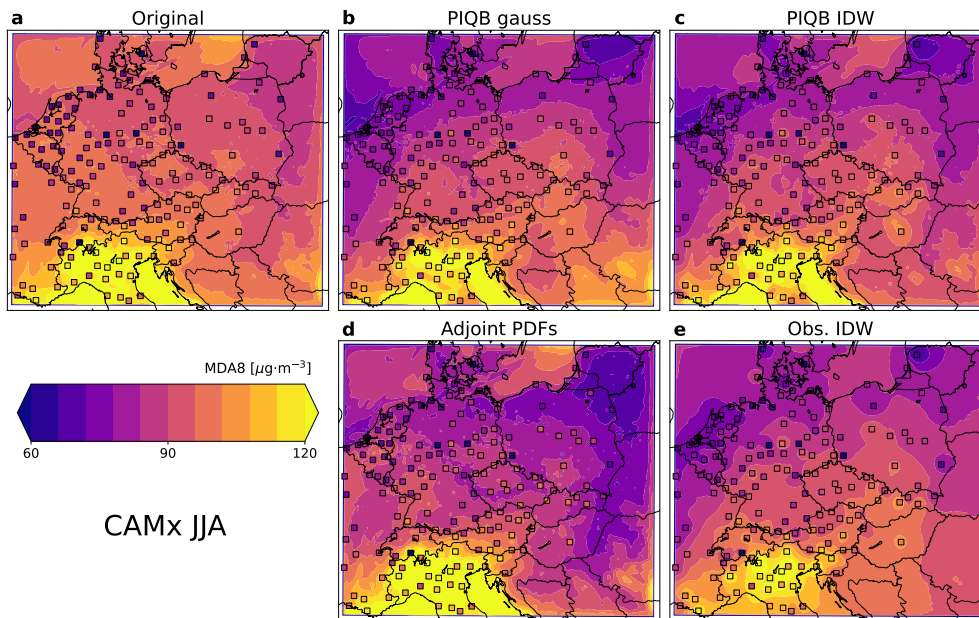 a Original
b PIQB gauss
c PIQB IDW
d Adjoint PDFs
e Obs. IDW
MDA8 [μg·m⁻³]
60 90 120
CAMx JJA